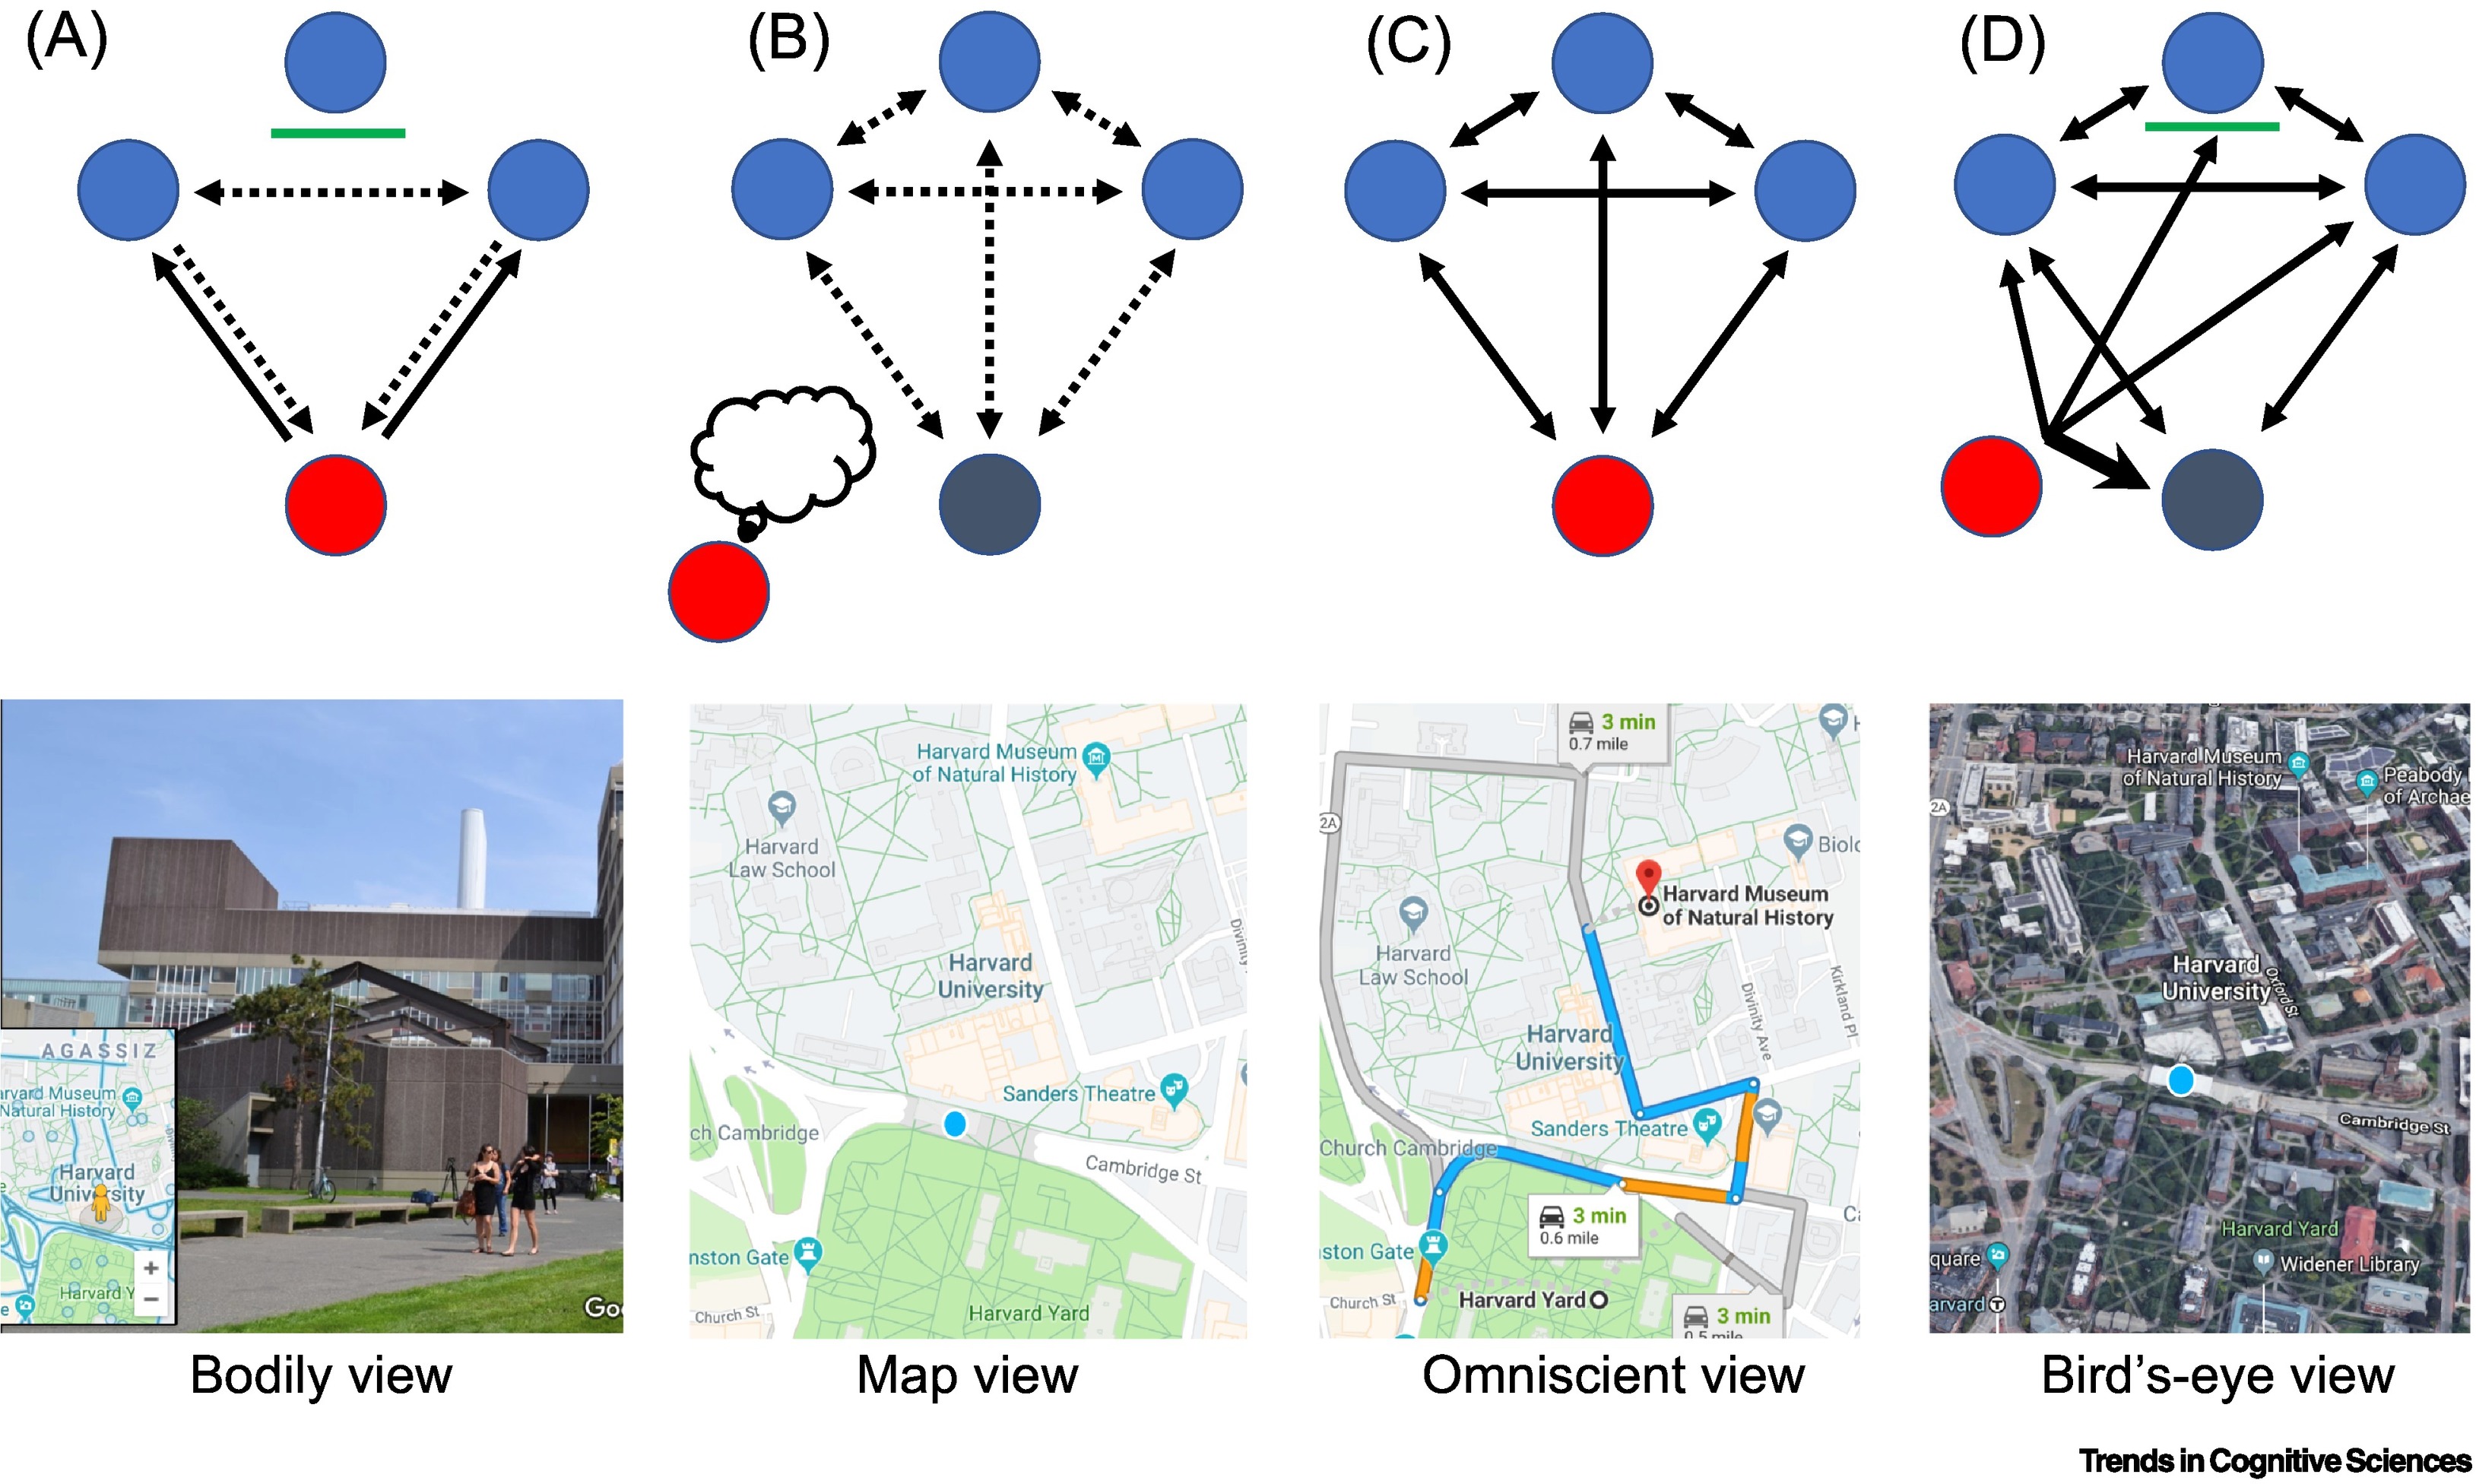 (A)
(B)
(C)
(D)
AGASSIZ
arvard Museum
Natural History
Harvard
University
Harvard Y
e
+
−
Goo
Bodily view
Harvard Museum
of Natural History
Harvard
Law School
Divinity
Harvard
University
Sanders Theatre
ch Cambridge
Cambridge St
nston Gate
Church St
Harvard Yard
Map view
3 min
0.7 mile
2A
Biolo
Harvard Museum
of Natural History
Harvard
Law School
Kirkland Pl
Divinity Ave
Harvard
University
Sanders Theatre
Church Cambridge
3 min
0.6 mile
Ca
ston Gate
Church St
Harvard Yard
3 min
0.5 mile
Omniscient view
Harvard Museum
of Natural History
Peabody
of Archae
2A
Harvard
University
Oxford St
Cambridge St
Harvard Yard
quare
Widener Library
arvard T
Bird's-eye view
Trends in Cognitive Sciences